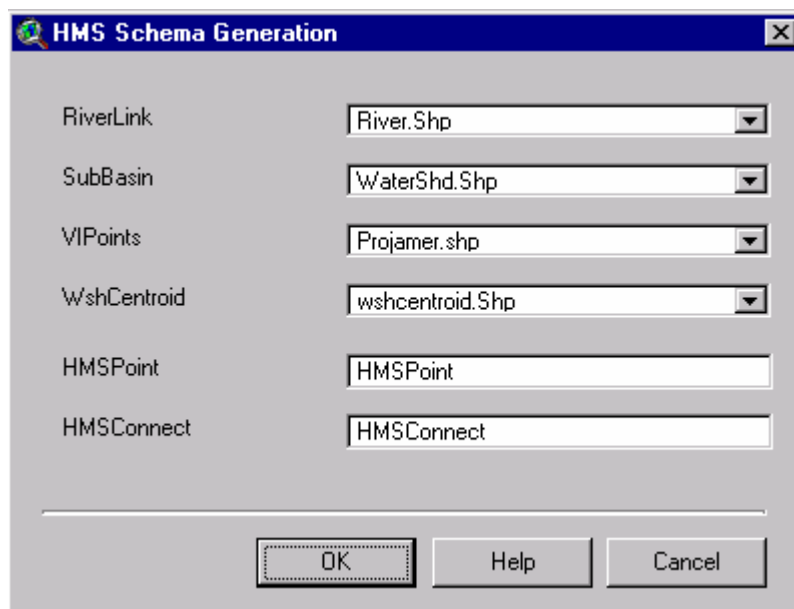 HMS Schema Generation
RiverLink River.Shp
SubBasin WaterShd.Shp
VIPoints Projamer.shp
WshCentroid wshcentroid.Shp
HMSPoint HMSPoint
HMSConnect HMSConnect
OK Help Cancel